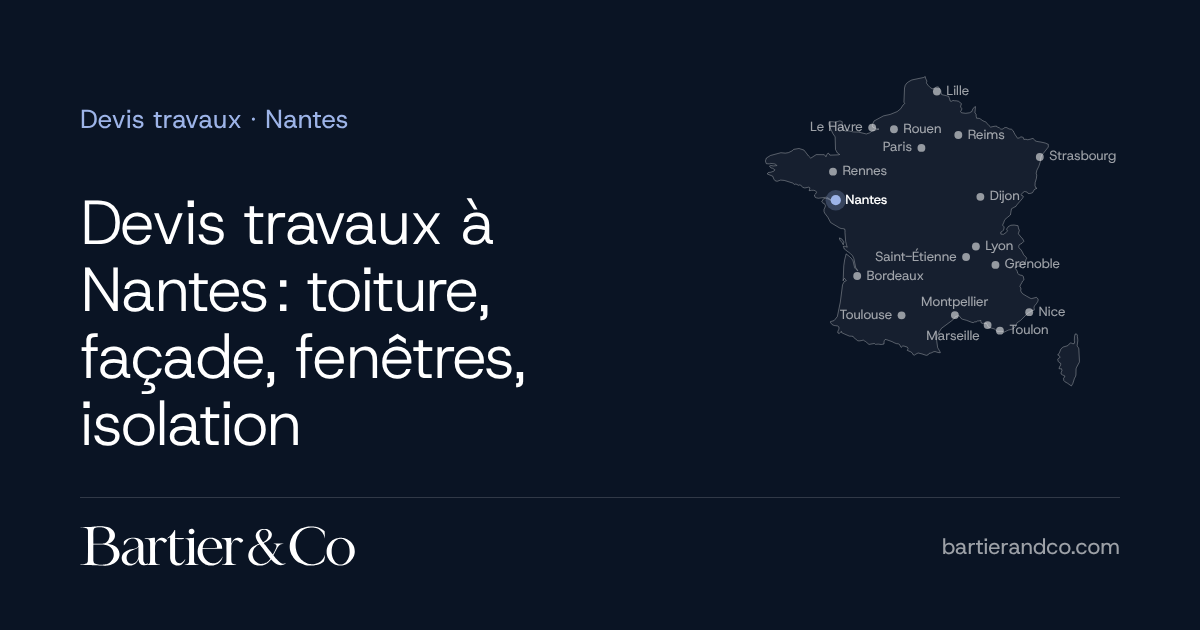 Devis travaux · Nantes
Devis travaux à
Nantes : toiture,
façade, fenêtres,
isolation
Lille
Le Havre
Rouen
Reims
Paris
Strasbourg
Rennes
Dijon
Nantes
Lyon
Saint-Étienne
Grenoble
Bordeaux
Montpellier
Toulouse
Nice
Marseille
Toulon
Bartier & Co
bartierandco.com